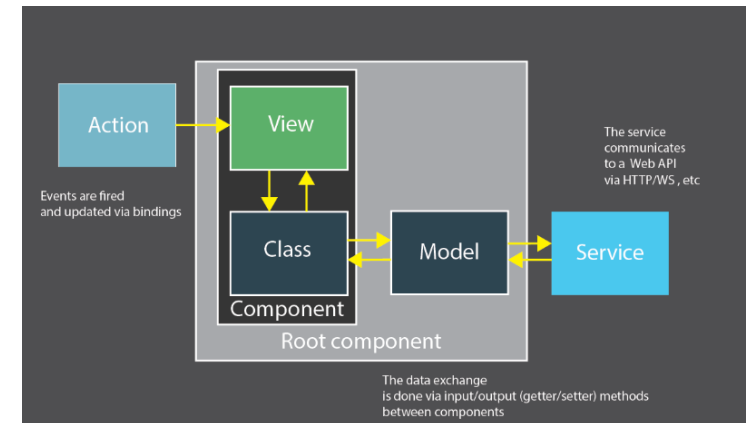 Action
View
The service
communicates
to a Web API
via HTTP/WS , etc
Events are fired
and updated via bindings
Class
Model
Service
Component
Root component
The data exchange
is done via input/output (getter/setter) methods
between components